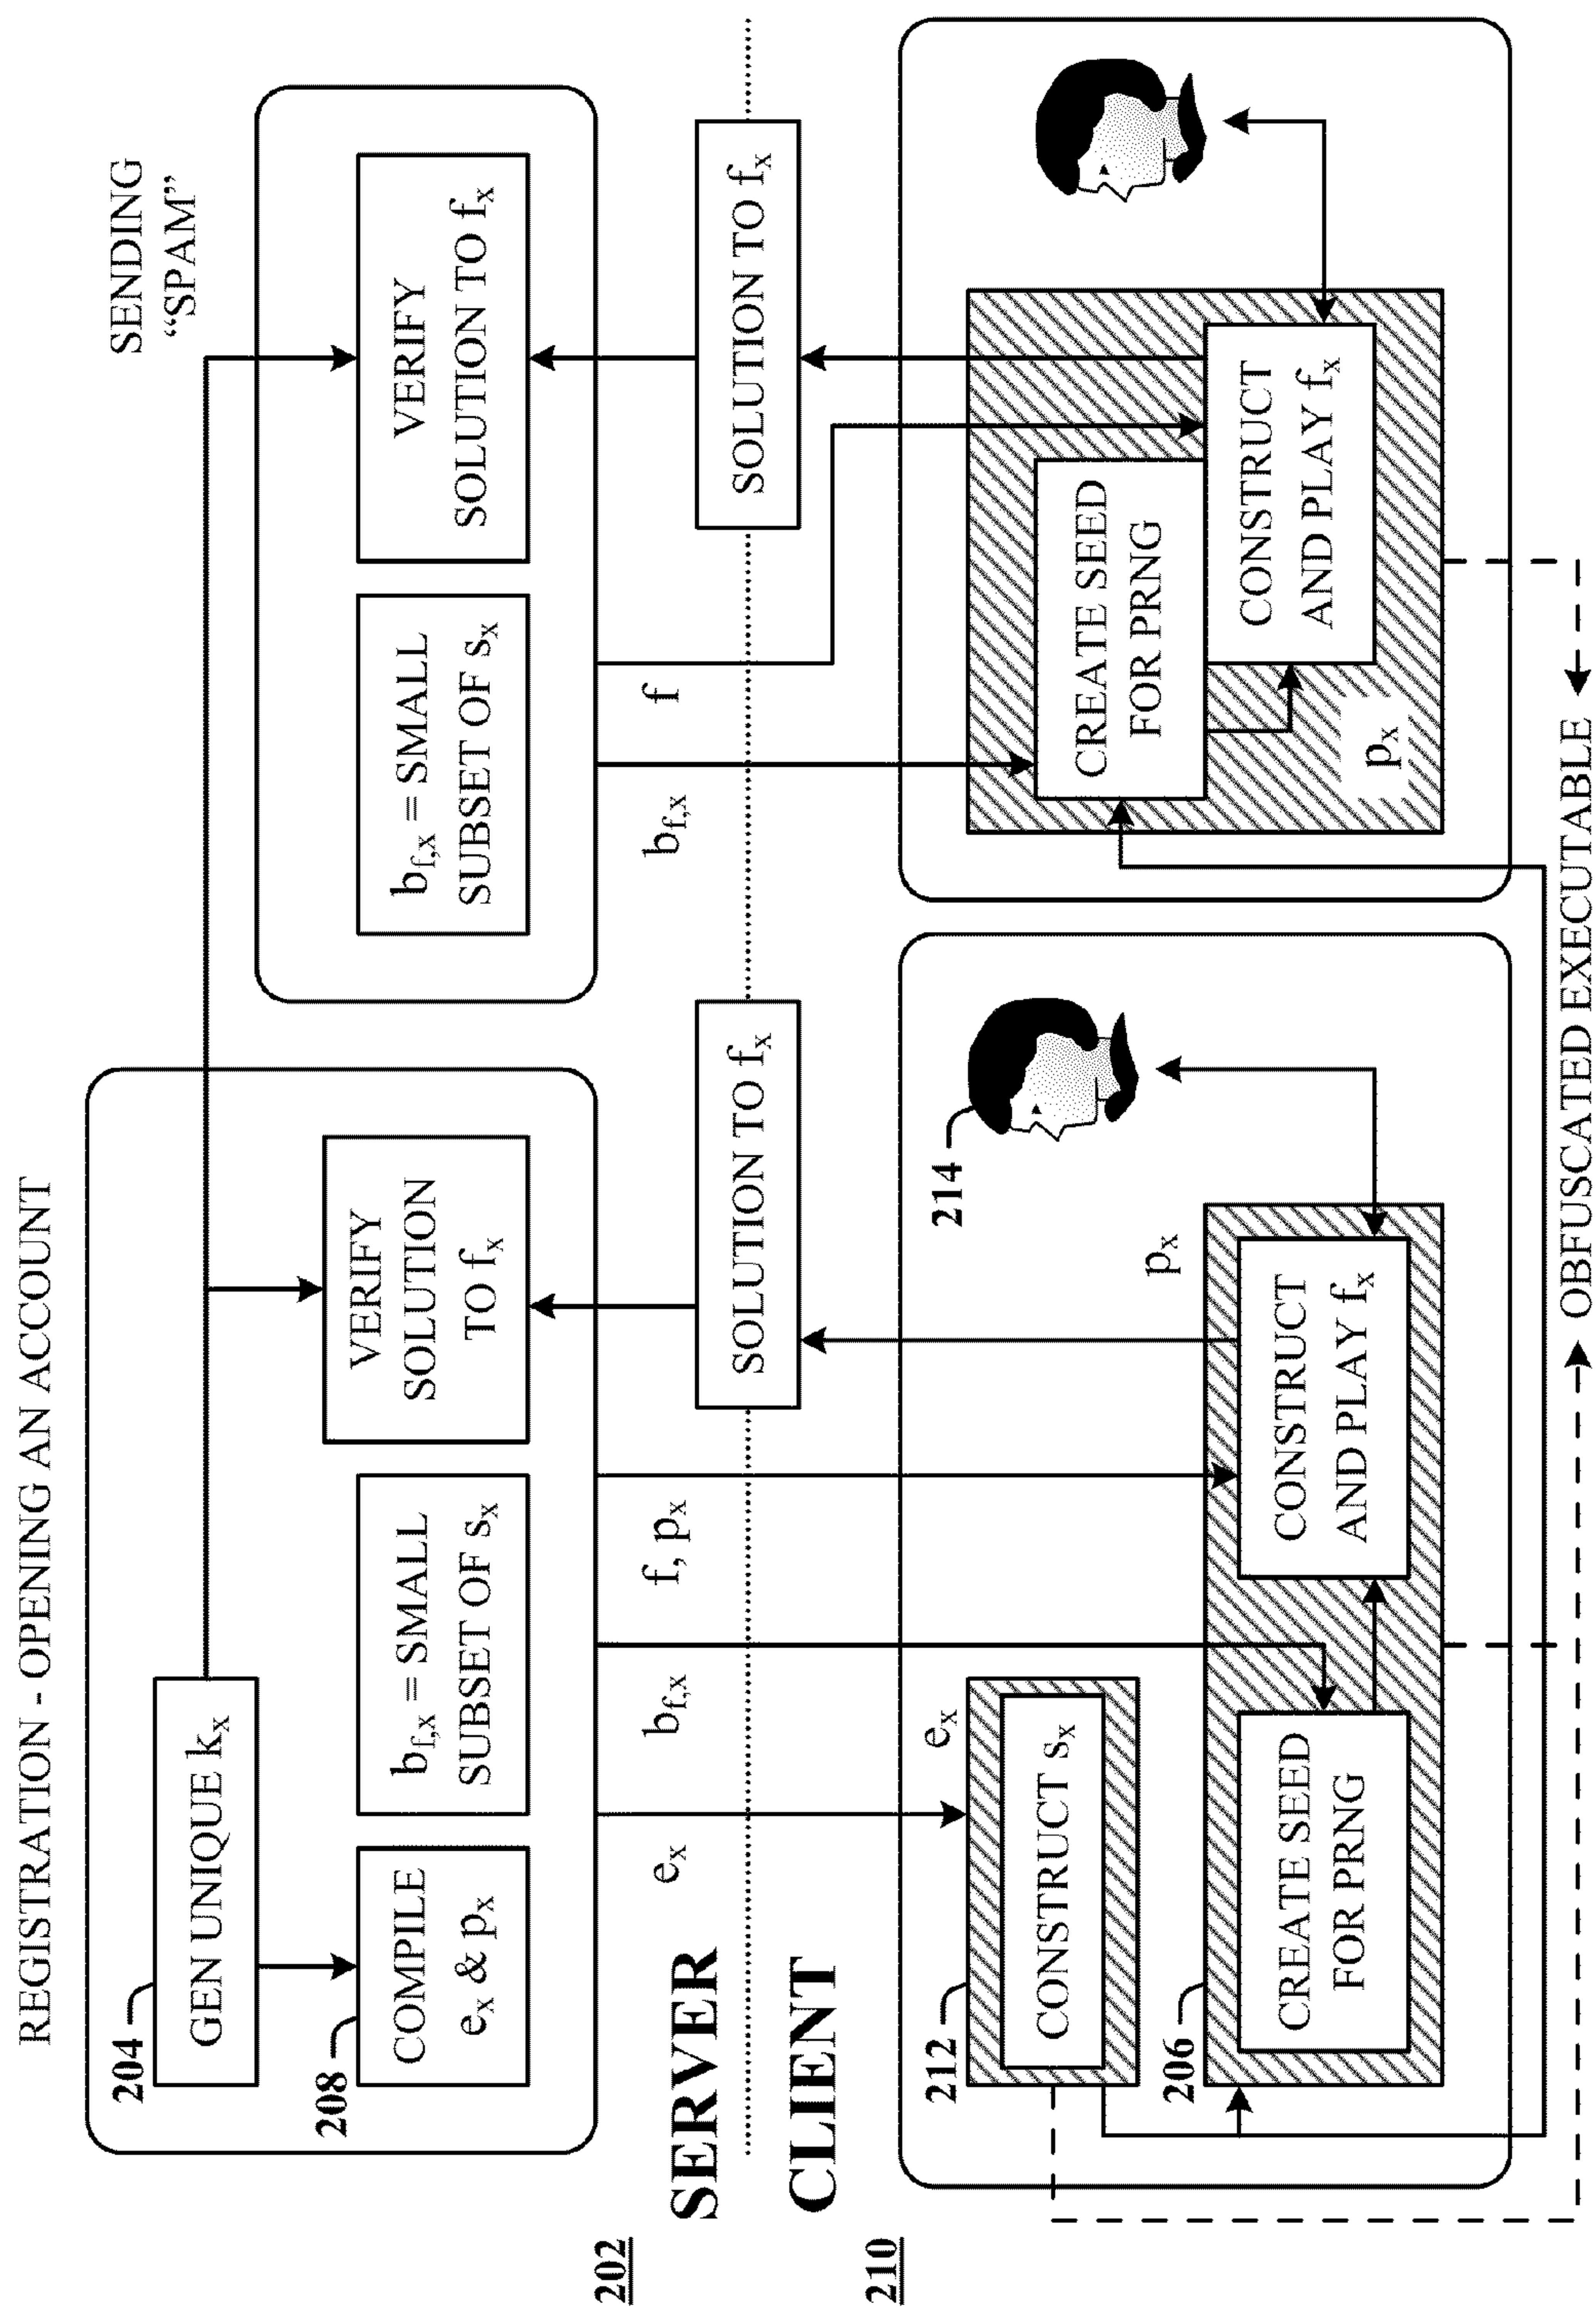 REGISTRATION - OPENING AN ACCOUNT
SENDING
“SPAM”
204
GEN UNIQUE kx
208
COMPILE
ex & px
bf,x = SMALL
SUBSET OF sx
VERIFY
SOLUTION
TO fx
bf,x = SMALL
SUBSET OF sx
VERIFY
SOLUTION TO fx
202
SERVER
ex
bf,x
f, px
SOLUTION TO fx
bf,x
f
SOLUTION TO fx
CLIENT
210
212
ex
CONSTRUCT sx
214
206
px
CREATE SEED
FOR PRNG
CONSTRUCT
AND PLAY fx
CREATE SEED
FOR PRNG
CONSTRUCT
AND PLAY fx
px
OBFUSCATED EXECUTABLE